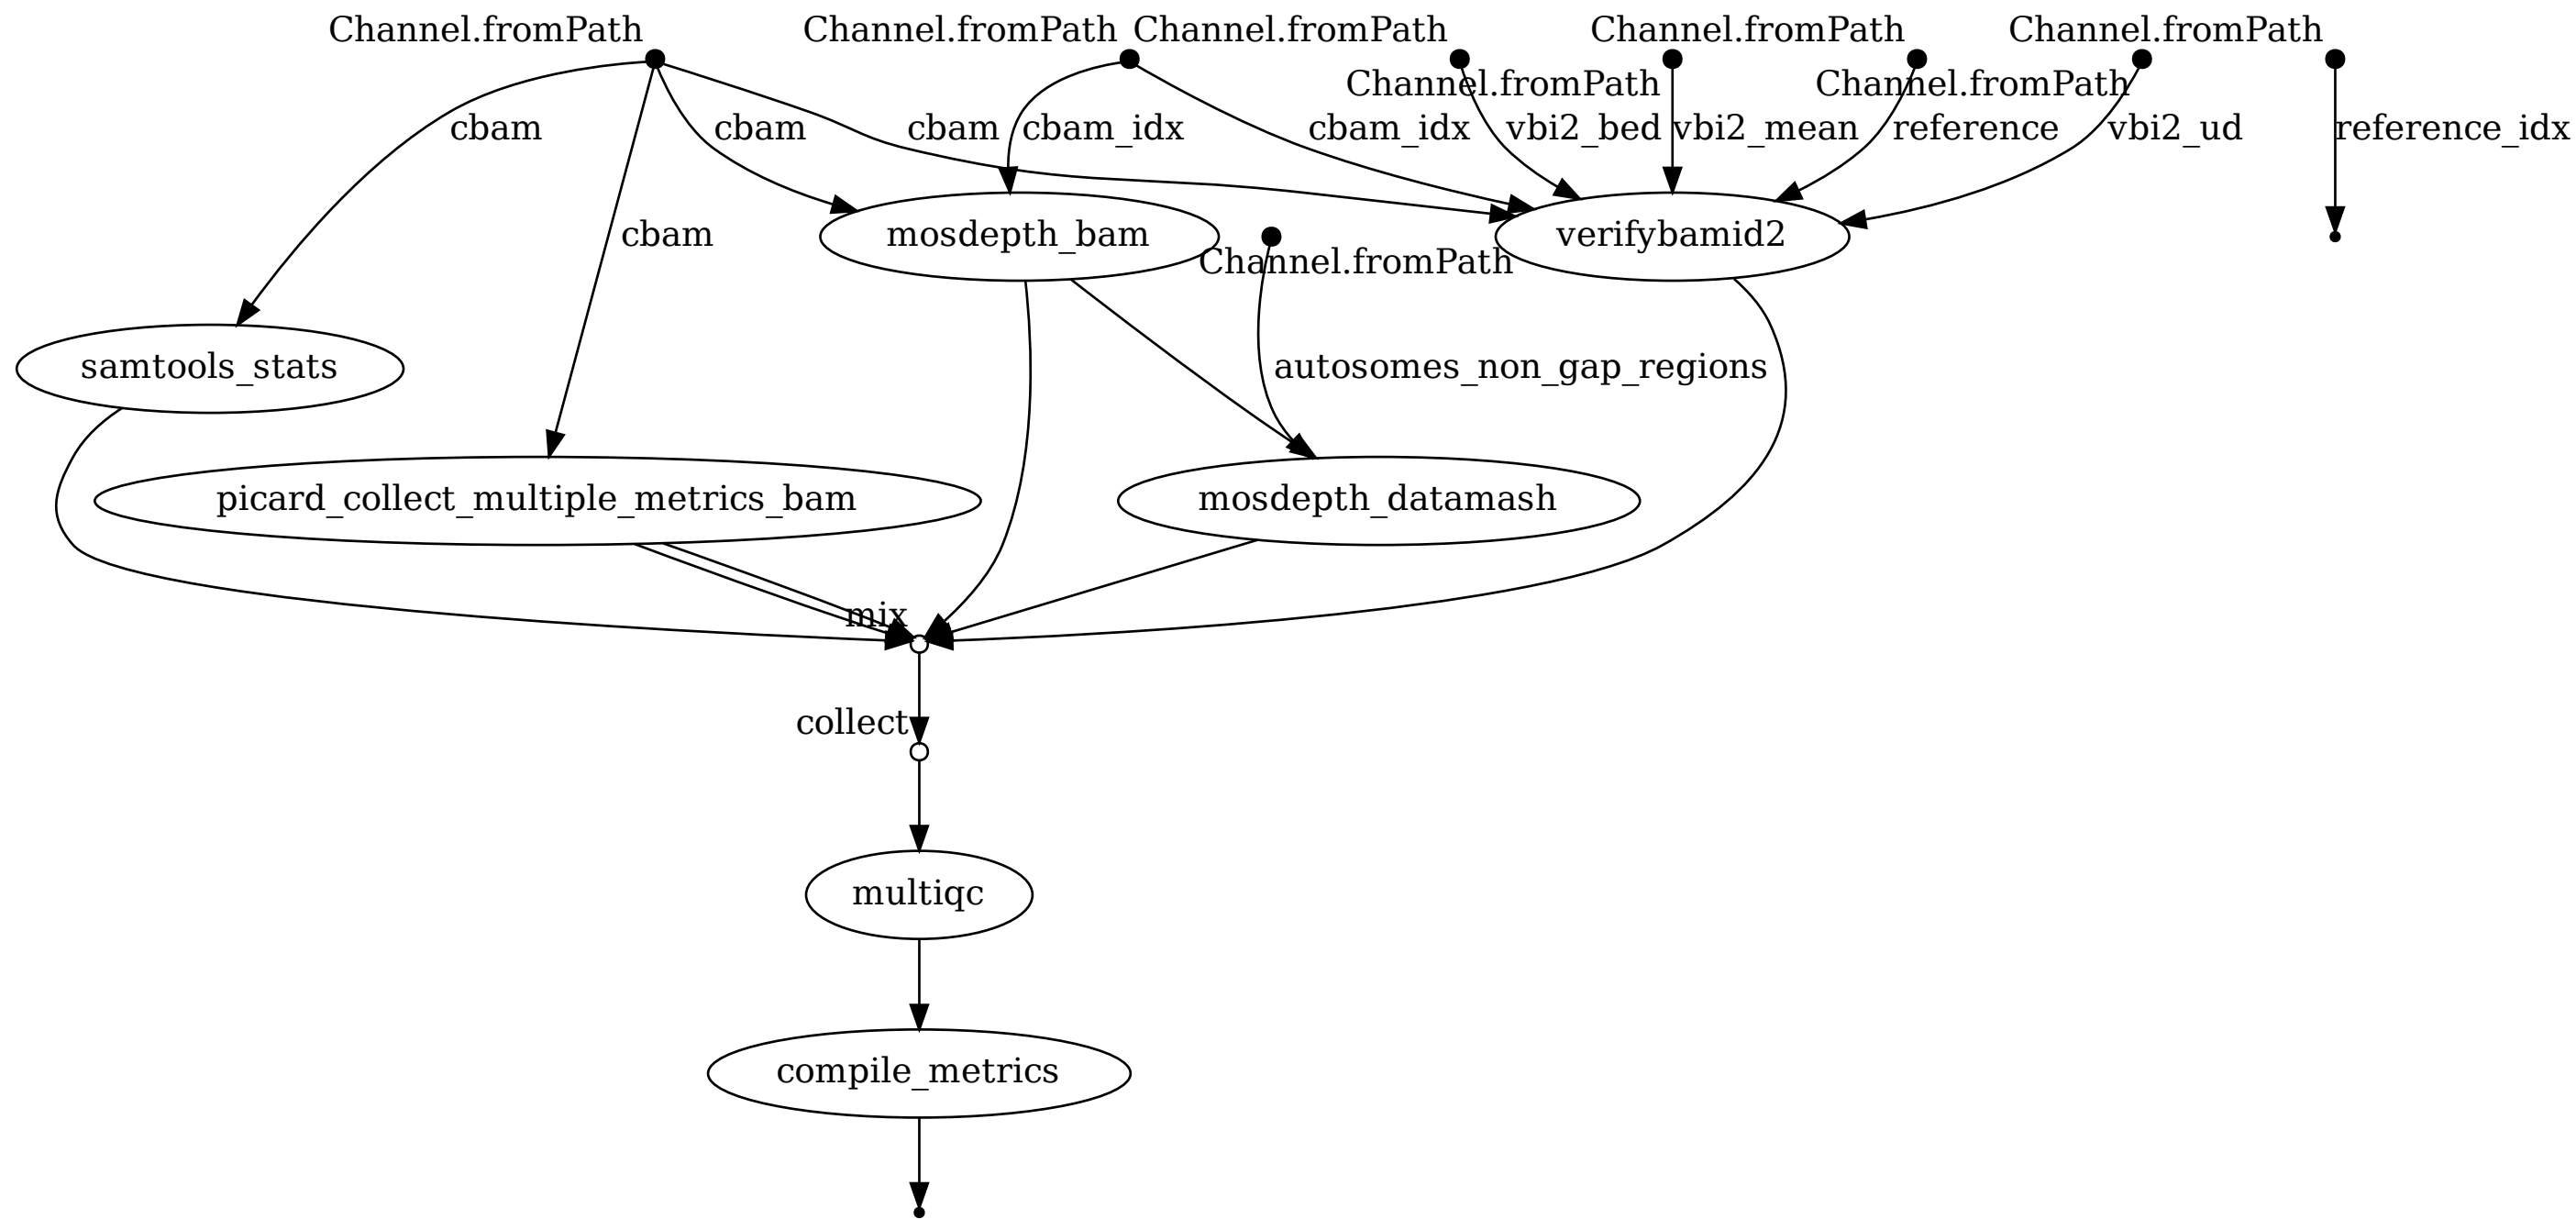 Channel.fromPath
Channel.fromPath
Channel.fromPath
Channel.fromPath
Channel.fromPath
Channel.fromPath
Channel.fromPath
cbam
cbam
cbam
cbam_idx
cbam_idx
vbi2_bed
vbi2_mean
reference
vbi2_ud
reference_idx
cbam
mosdepth_bam
verifybamid2
Channel.fromPath
samtools_stats
autosomes_non_gap_regions
picard_collect_multiple_metrics_bam
mosdepth_datamash
mix
collect
multiqc
compile_metrics